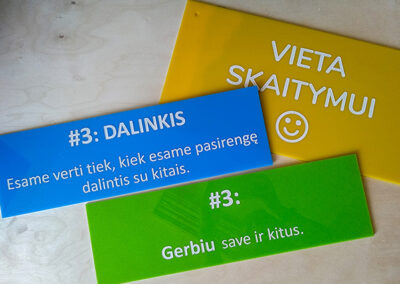 VIETA
SKAITYMUI
#3: DALINKIS
Esame verti tiek, kiek esame pasirengę
dalintis su kitais.
#3:
Gerbiu save ir kitus.